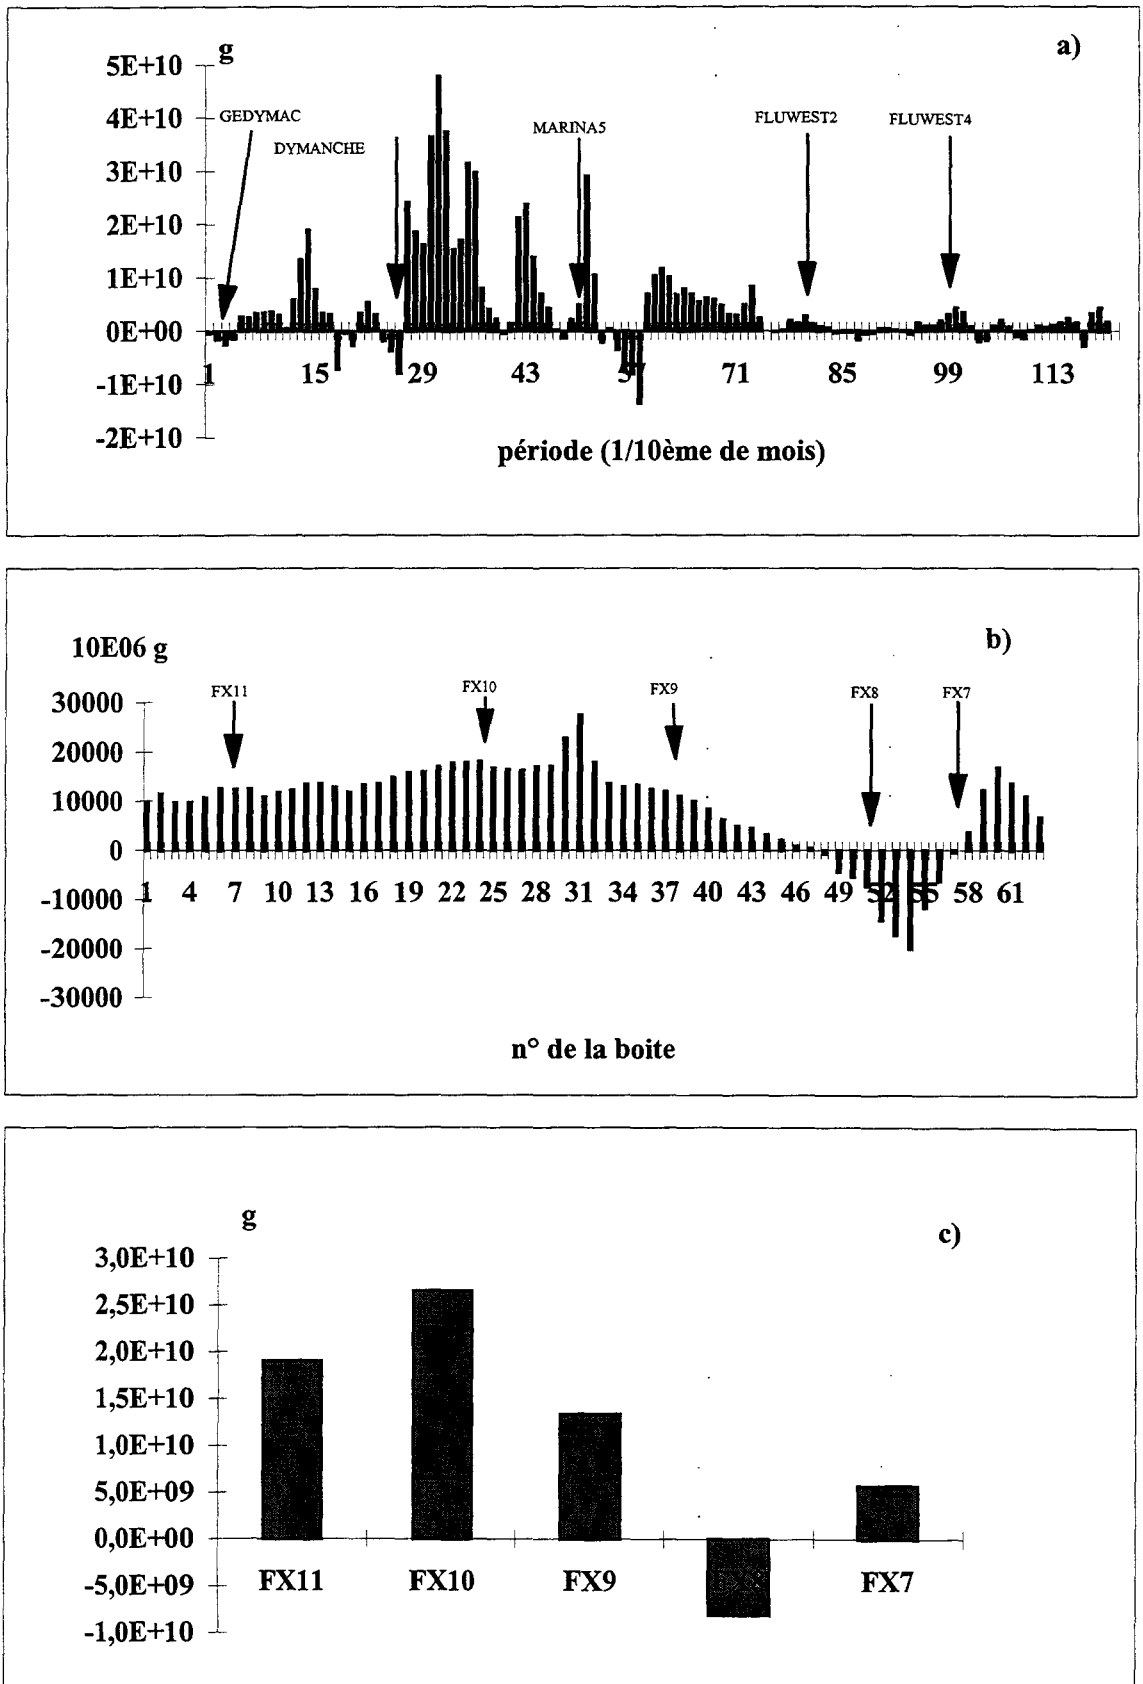 g
a)
5E+10
4E+10
3E+10
2E+10
1E+10
0E+00
-1E+10
-2E+10
GEDYMAC
DYMANCHE
MARINA5
FLUWEST2
FLUWEST4
1 15 29 43 57 71 85 99 113
période (1/10ème de mois)
10E06 g
b)
30000
20000
10000
0
-10000
-20000
-30000
FX11
FX10
FX9
FX8
FX7
1 4 7 10 13 16 19 22 25 28 31 34 37 40 43 46 49 52 55 58 61
n° de la boite
g
c)
3,0E+10
2,5E+10
2,0E+10
1,5E+10
1,0E+10
5,0E+09
0,0E+00
-5,0E+09
-1,0E+10
FX11 FX10 FX9 FX7